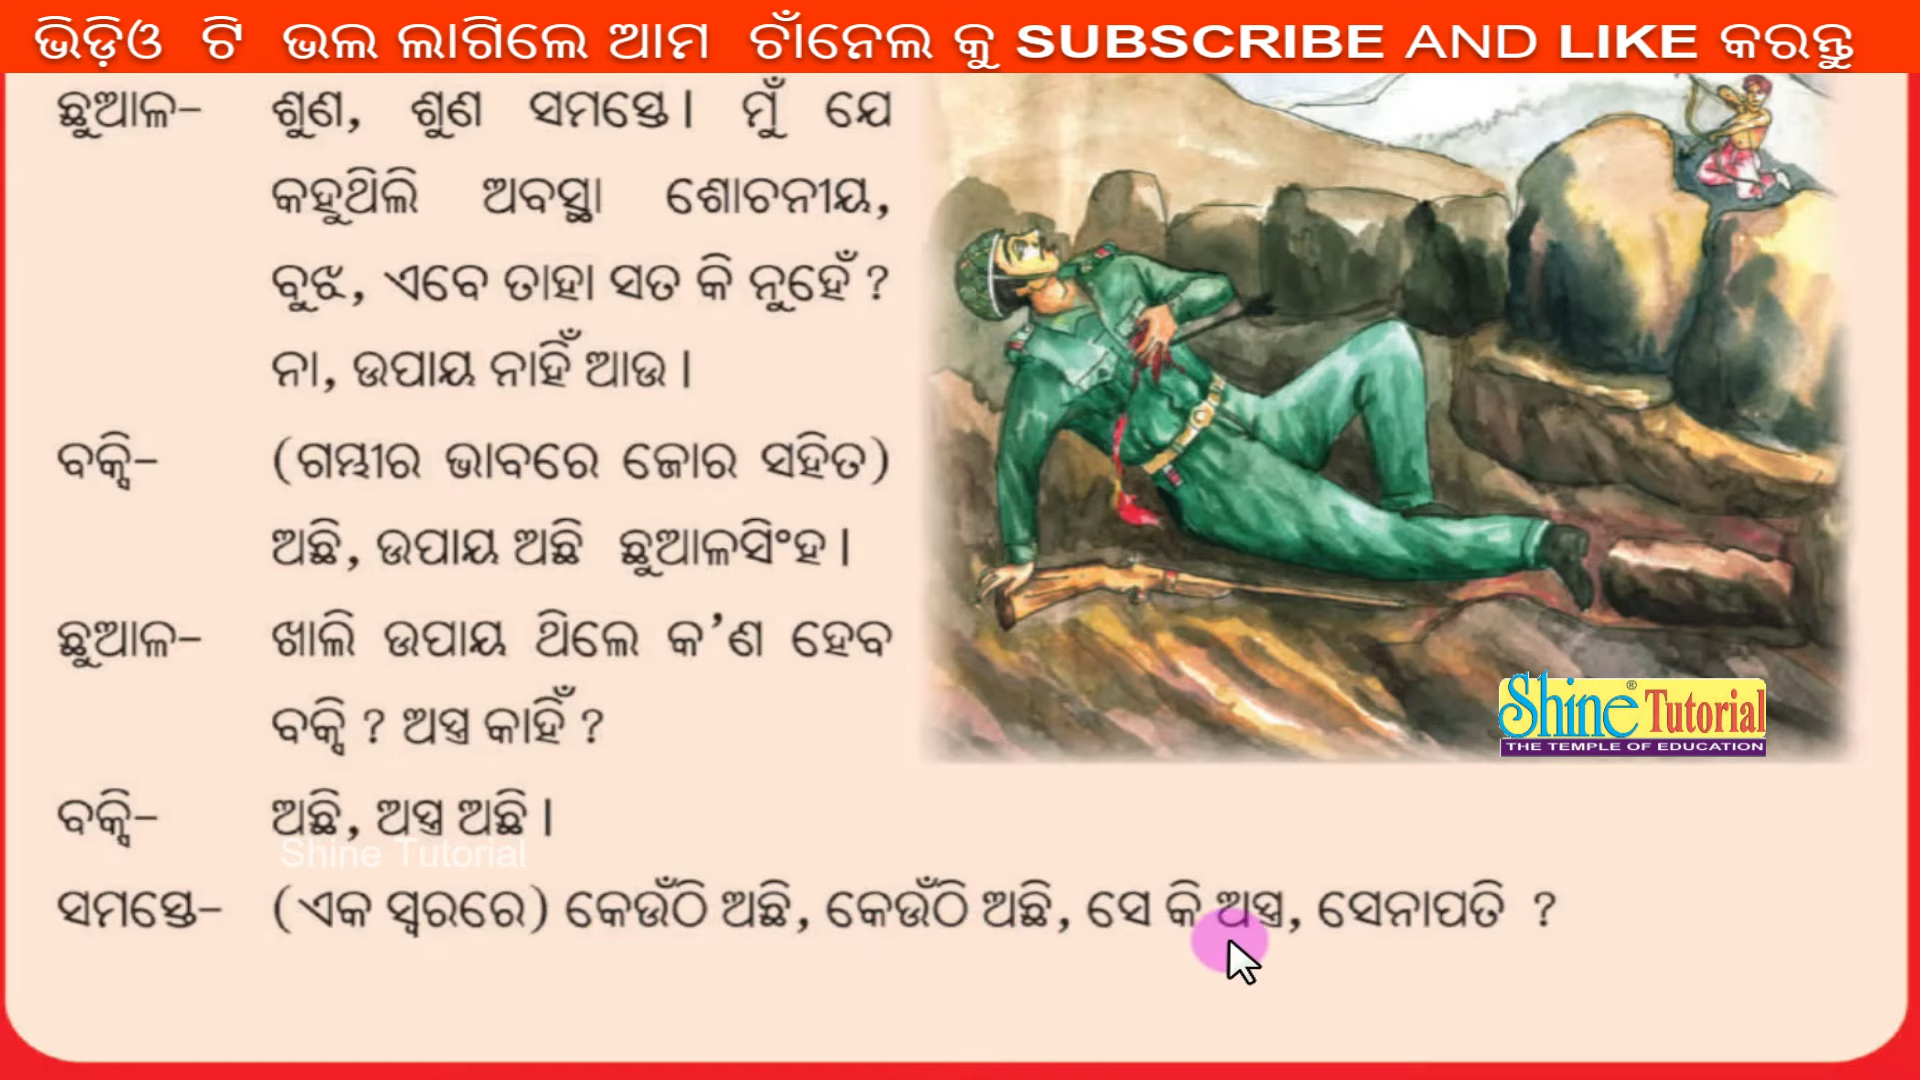 ଭିଡ଼ିଓ ଟି ଭଲ ଲାଗିଲେ ଆମ ଚାଁନେଲ କୁ SUBSCRIBE AND LIKE କରନ୍ତୁ
ଛୁଆଳ- ଶୁଣ, ଶୁଣ ସମସ୍ତେ। ମୁଁ ଯେ
କହୁଥିଲି ଅବସ୍ଥା ଶୋଚନୀୟ,
ବୁଝ, ଏବେ ତାହା ସତ କି ନୁହେଁ ?
ନା, ଉପାୟ ନାହିଁ ଆଉ।
ବକ୍ସି- (ଗମ୍ଭୀର ଭାବରେ ଜୋର ସହିତ)
ଅଛି, ଉପାୟ ଅଛି ଛୁଆଳସିଂହ।
ଛୁଆଳ- ଖାଲି ଉପାୟ ଥିଲେ କ’ଣ ହେବ
ବକ୍ସି ? ଅସ୍ତ୍ର କାହିଁ ?
Shine® Tutorial
THE TEMPLE OF EDUCATION
ବକ୍ସି- ଅଛି, ଅସ୍ତ୍ର ଅଛି।
Shine Tutorial
ସମସ୍ତେ- (ଏକ ସ୍ୱରରେ) କେଉଁଠି ଅଛି, କେଉଁଠି ଅଛି, ସେ କି ଅସ୍ତ୍ର, ସେନାପତି ?